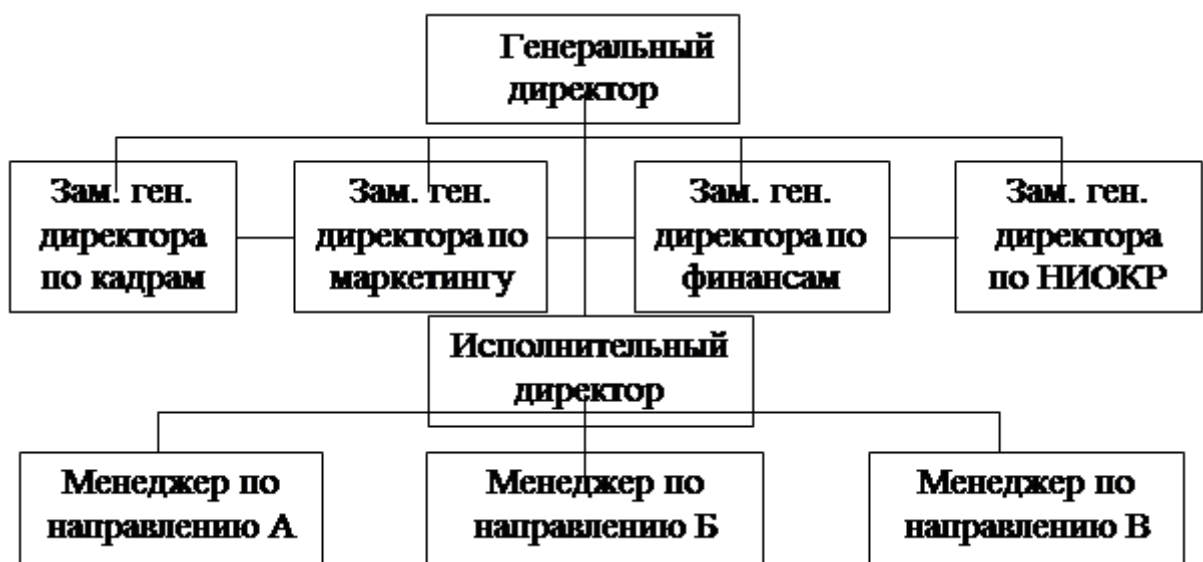 Генеральный
директор
Зам. ген.
директора
по кадрам
Зам. ген.
директора по
маркетингу
Зам. ген.
директора по
финансам
Зам. ген.
директора
по НИОКР
Исполнительный
директор
Менеджер по
направлению А
Менеджер по
направлению Б
Менеджер по
направлению В